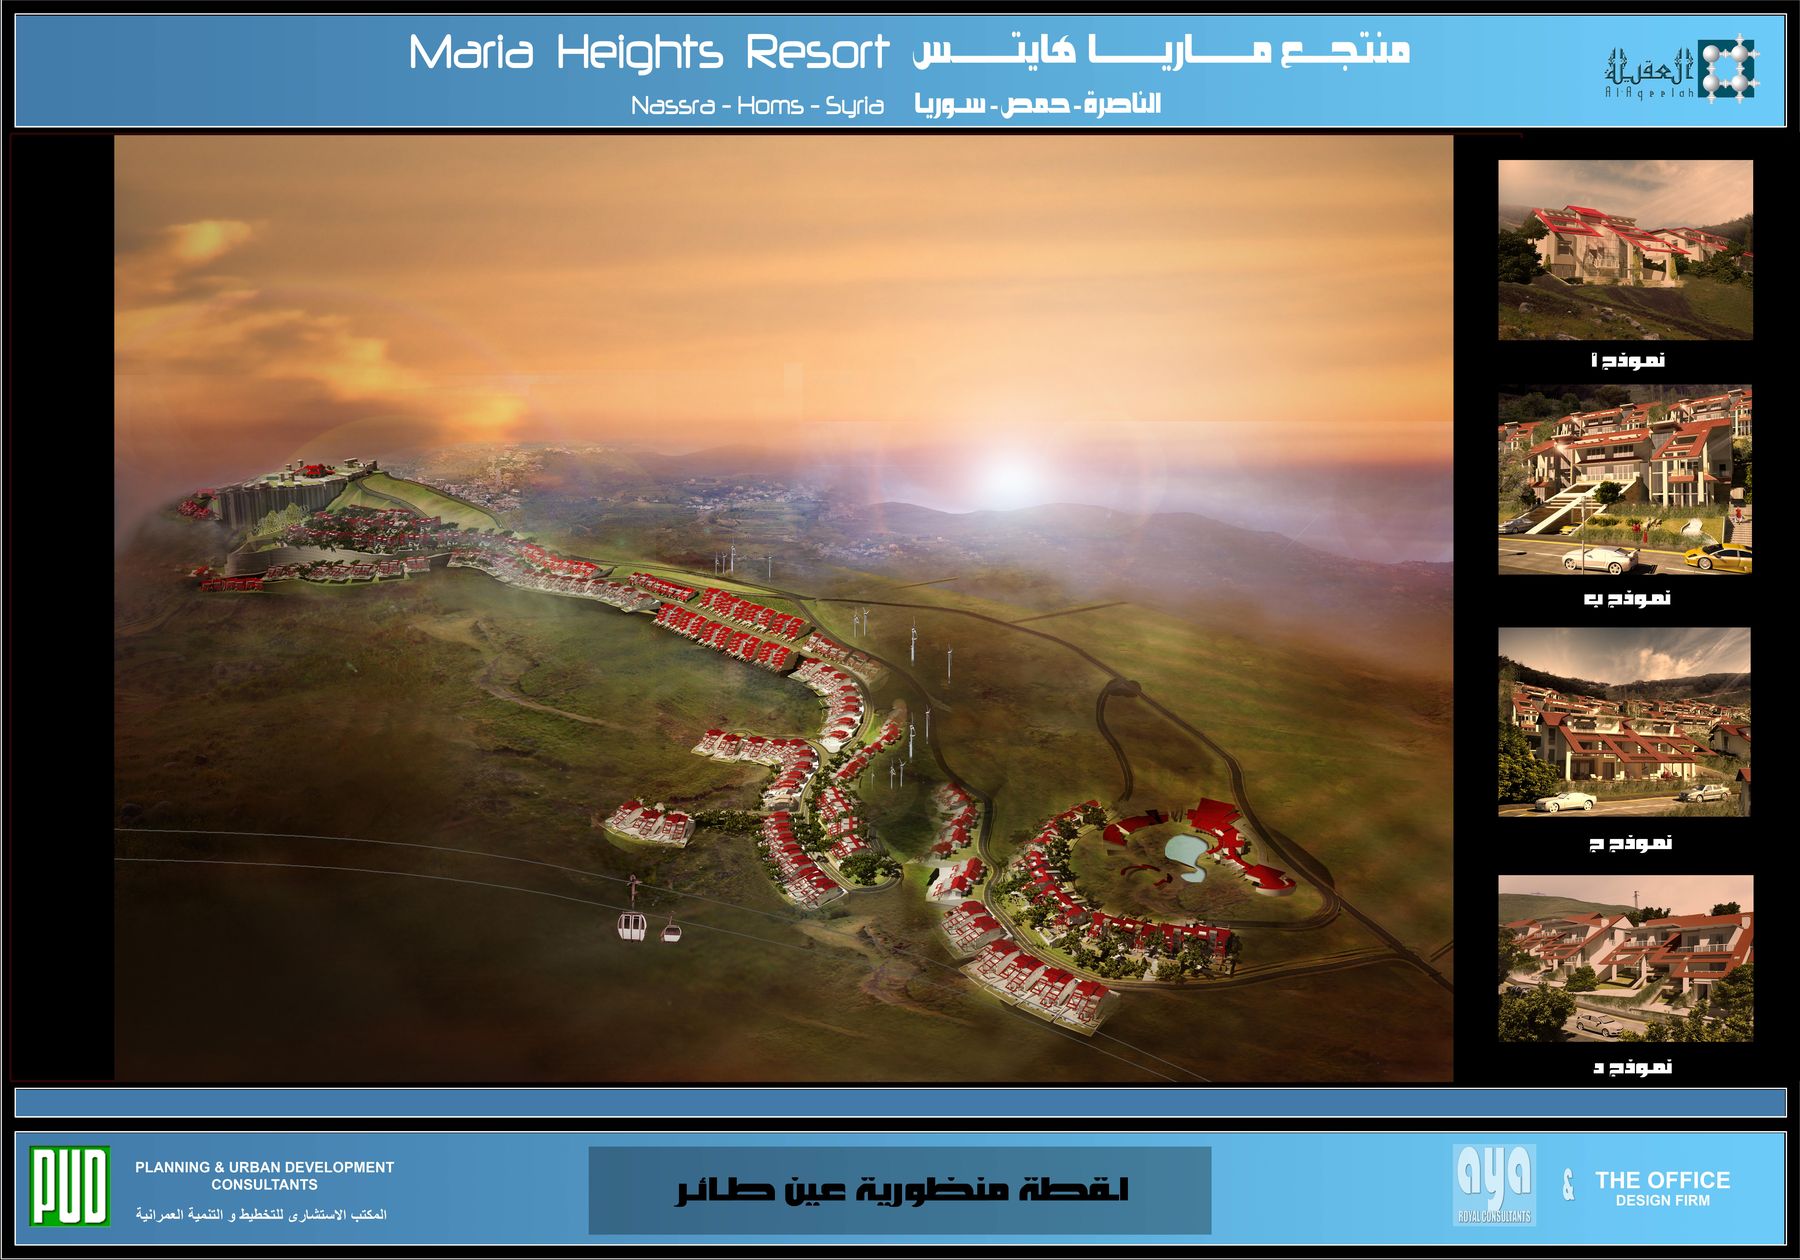 Maria Heights Resort منتجع ماريا هايتس
Nassra - Homs - Syria الناصرة - حمص - سوريا
العقيلة
Al Aqeelah
نموذج أ
نموذج ب
نموذج ج
نموذج د
PUD
PLANNING & URBAN DEVELOPMENT
CONSULTANTS
المكتب الاستشارى للتخطيط و التنمية العمرانية
لقطة منظورية عين طائر
aya
ROYAL CONSULTANTS
&
THE OFFICE
DESIGN FIRM